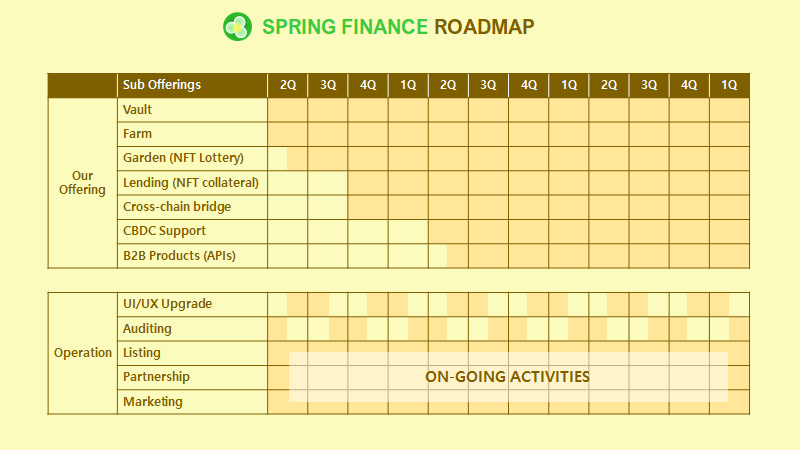 SPRING FINANCE ROADMAP
Sub Offerings 2Q 3Q 4Q 1Q 2Q 3Q 4Q 1Q 2Q 3Q 4Q 1Q
Our
Offering
Vault
Farm
Garden (NFT Lottery)
Lending (NFT collateral)
Cross-chain bridge
CBDC Support
B2B Products (APIs)
Operation
UI/UX Upgrade
Auditing
Listing
Partnership
Marketing
ON-GOING ACTIVITIES